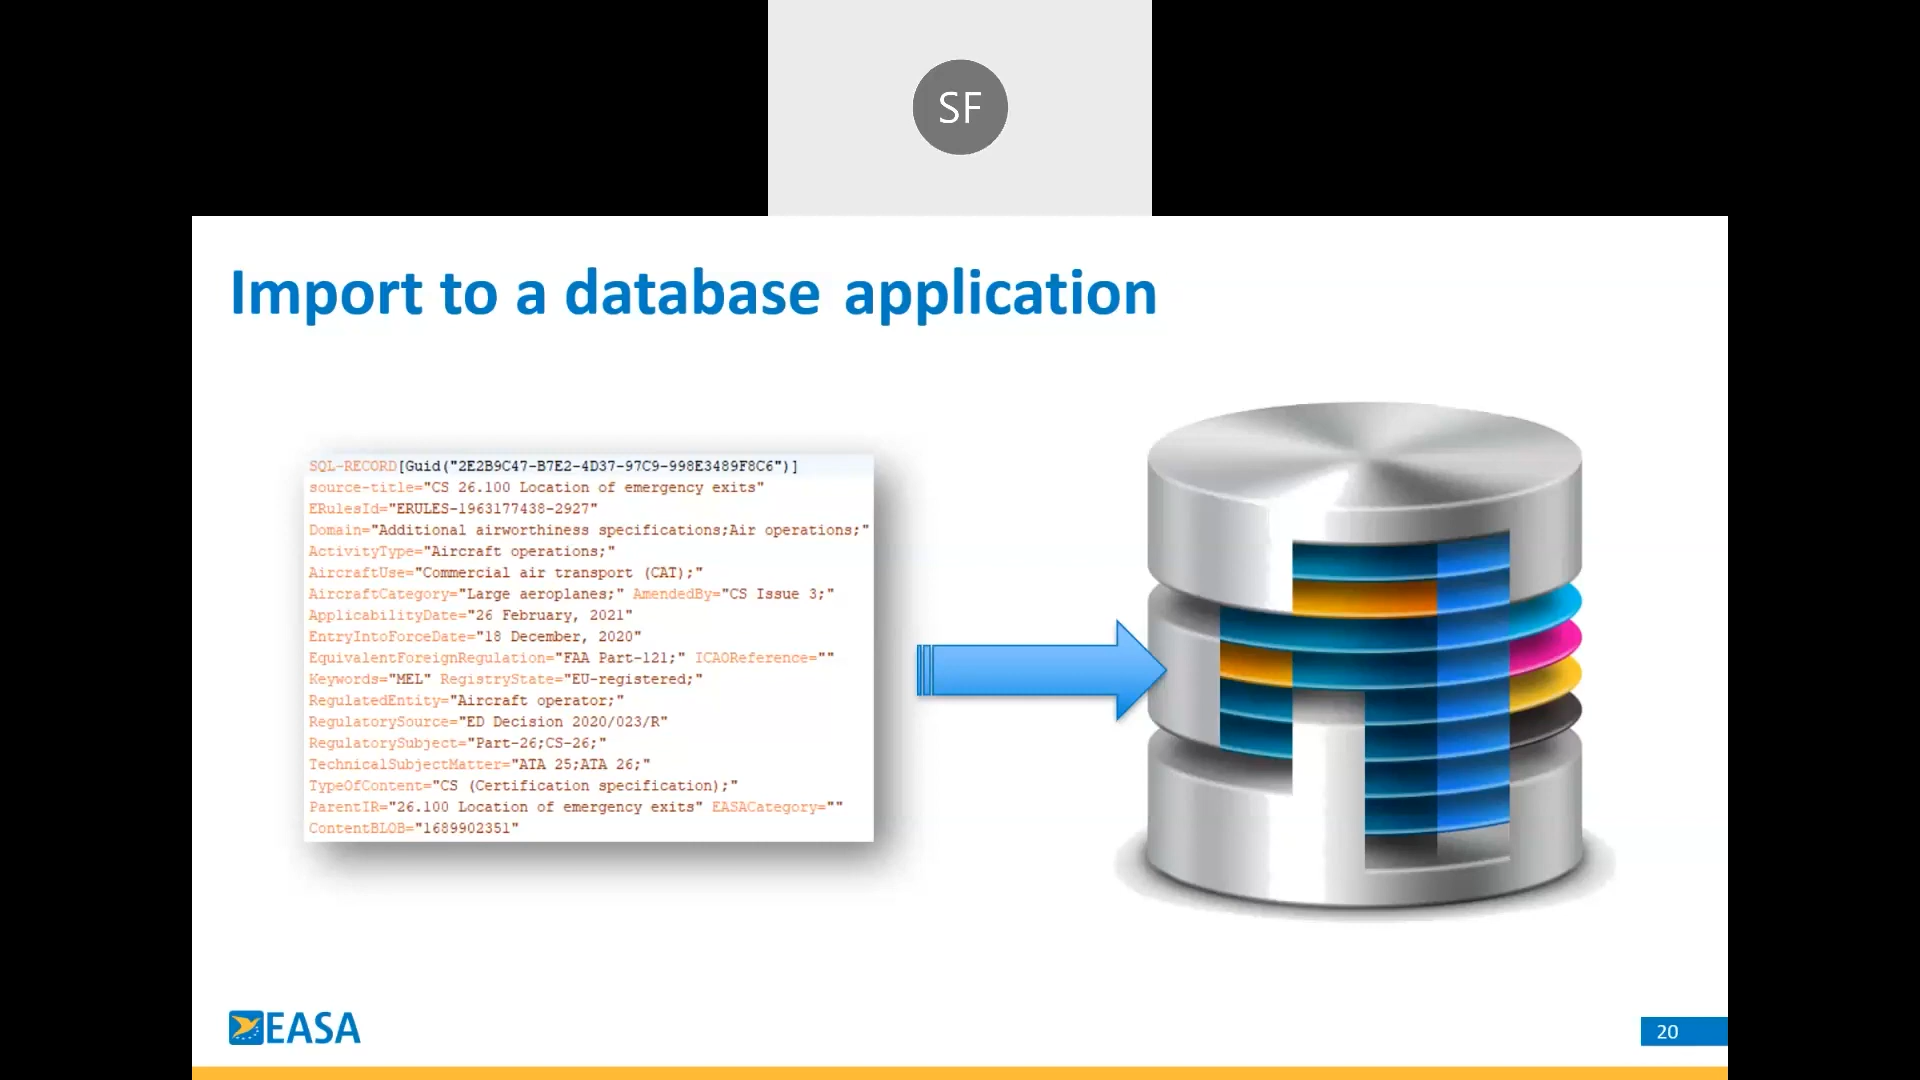 SF
Import to a database application
SQL-RECORD[Guid("2E2B9C47-B7E2-4D37-97C9-998E3489F8C6")]
source-title="CS 26.100 Location of emergency exits"
ERulesId="ERULES-1963177438-2927"
Domain="Additional airworthiness specifications;Air operations;"
ActivityType="Aircraft operations;"
AircraftUse="Commercial air transport (CAT);"
AircraftCategory="Large aeroplanes;" AmendedBy="CS Issue 3;"
ApplicabilityDate="26 February, 2021"
EntryIntoForceDate="18 December, 2020"
EquivalentForeignRegulation="FAA Part-121;" ICAOReference=""
Keywords="MEL" RegistryState="EU-registered;"
RegulatedEntity="Aircraft operator;"
RegulatorySource="ED Decision 2020/023/R"
RegulatorySubject="Part-26;CS-26;"
TechnicalSubjectMatter="ATA 25;ATA 26;"
TypeOfContent="CS (Certification specification);"
ParentIR="26.100 Location of emergency exits" EASACategory=""
ContentBLOB="1689902351"
EASA
20